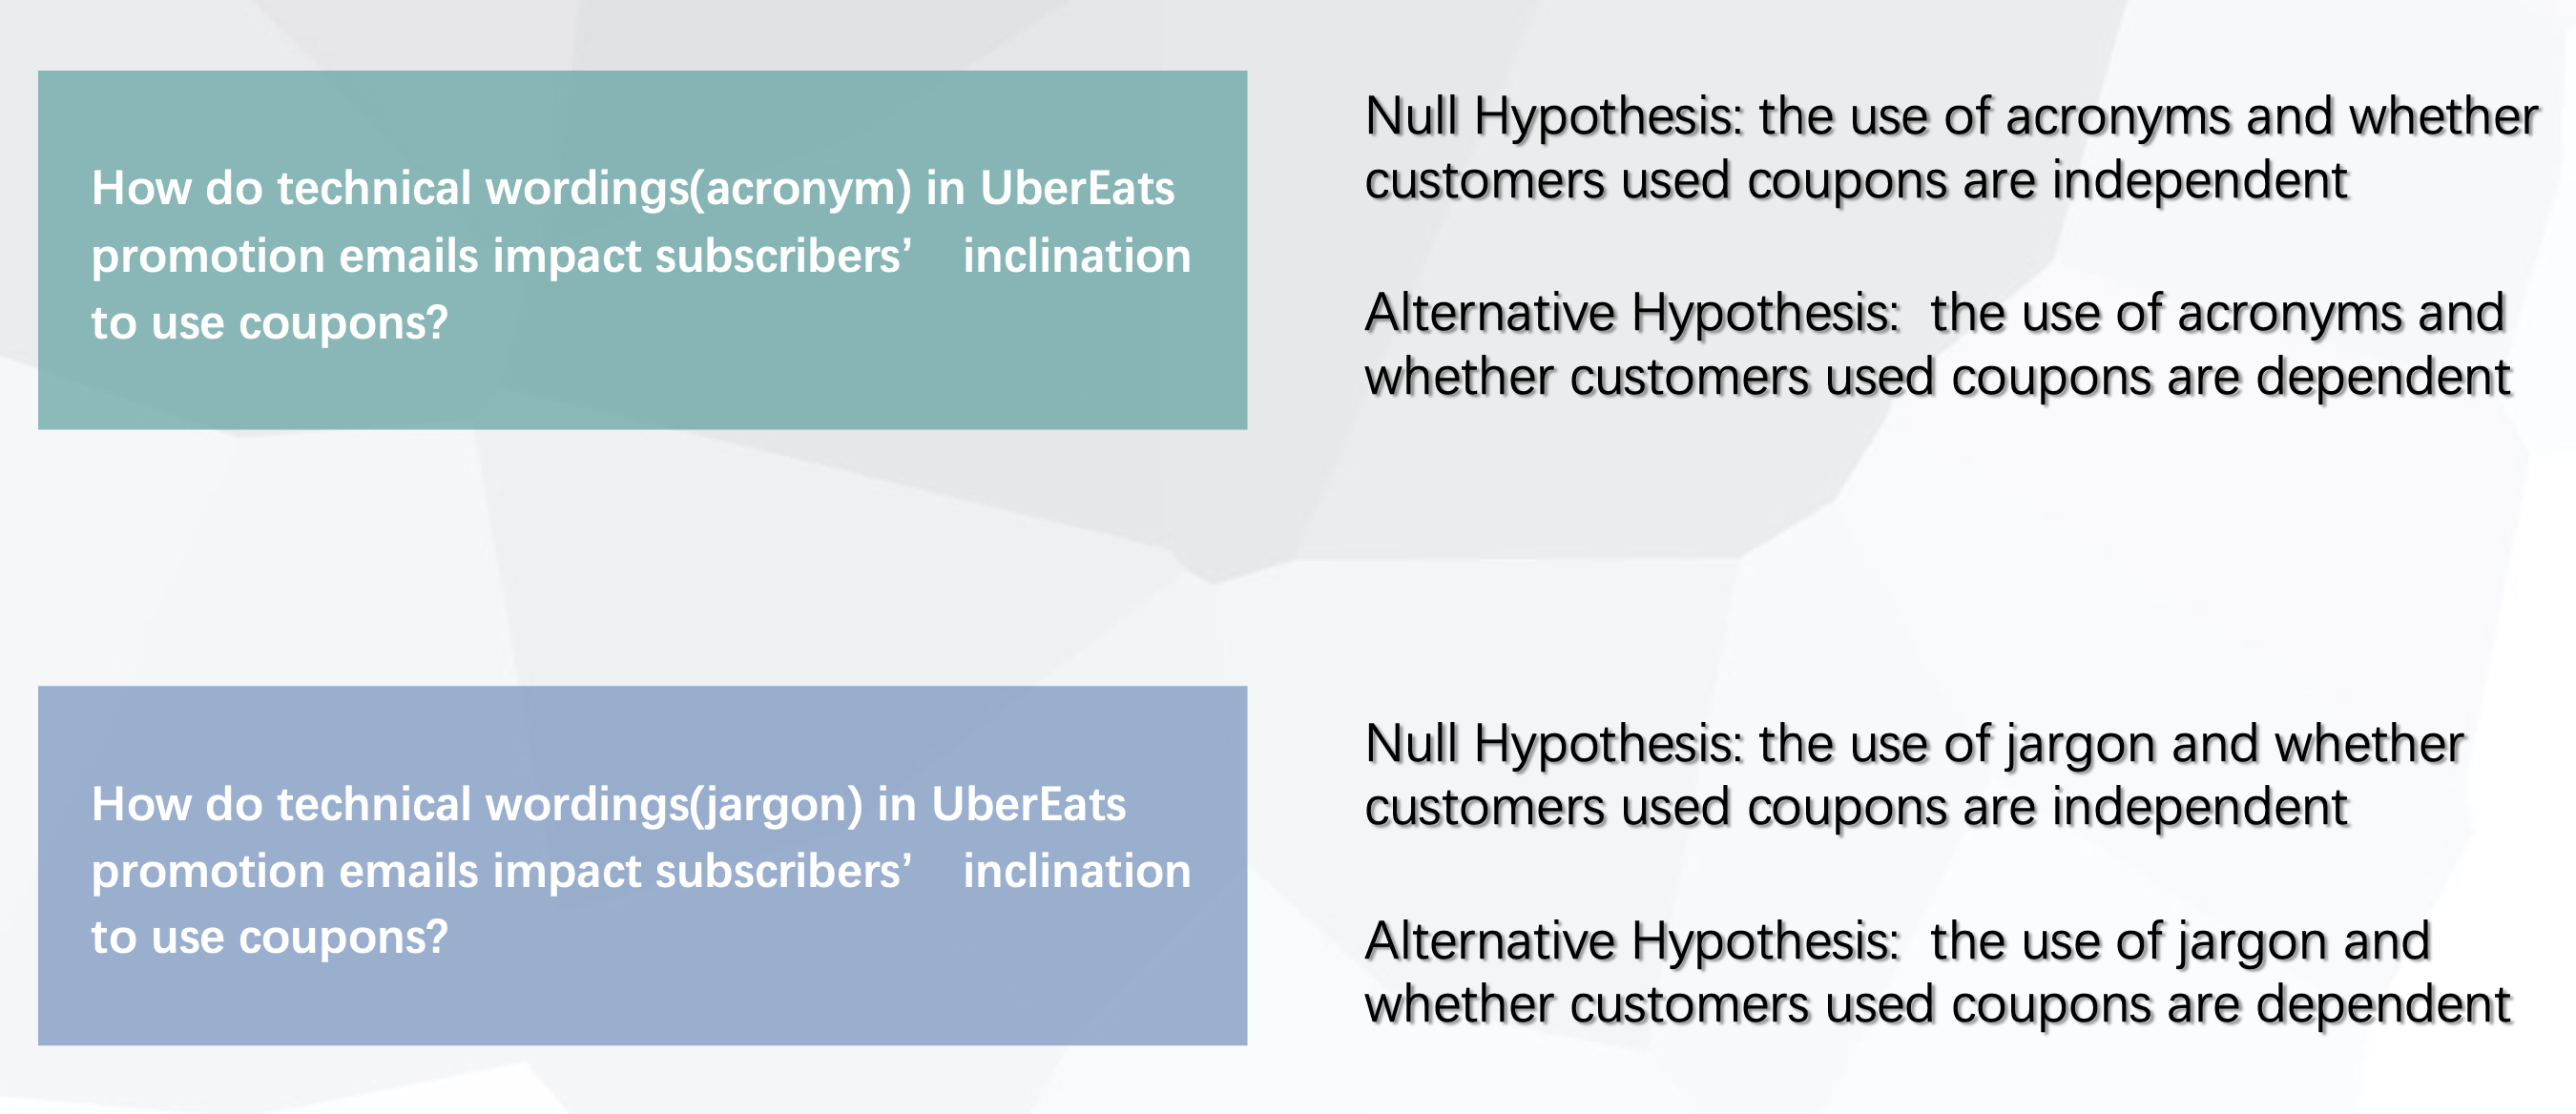 How do technical wordings(acronym) in UberEats
promotion emails impact subscribers’ inclination
to use coupons?
Null Hypothesis: the use of acronyms and whether
customers used coupons are independent
Alternative Hypothesis: the use of acronyms and
whether customers used coupons are dependent
How do technical wordings(jargon) in UberEats
promotion emails impact subscribers’ inclination
to use coupons?
Null Hypothesis: the use of jargon and whether
customers used coupons are independent
Alternative Hypothesis: the use of jargon and
whether customers used coupons are dependent